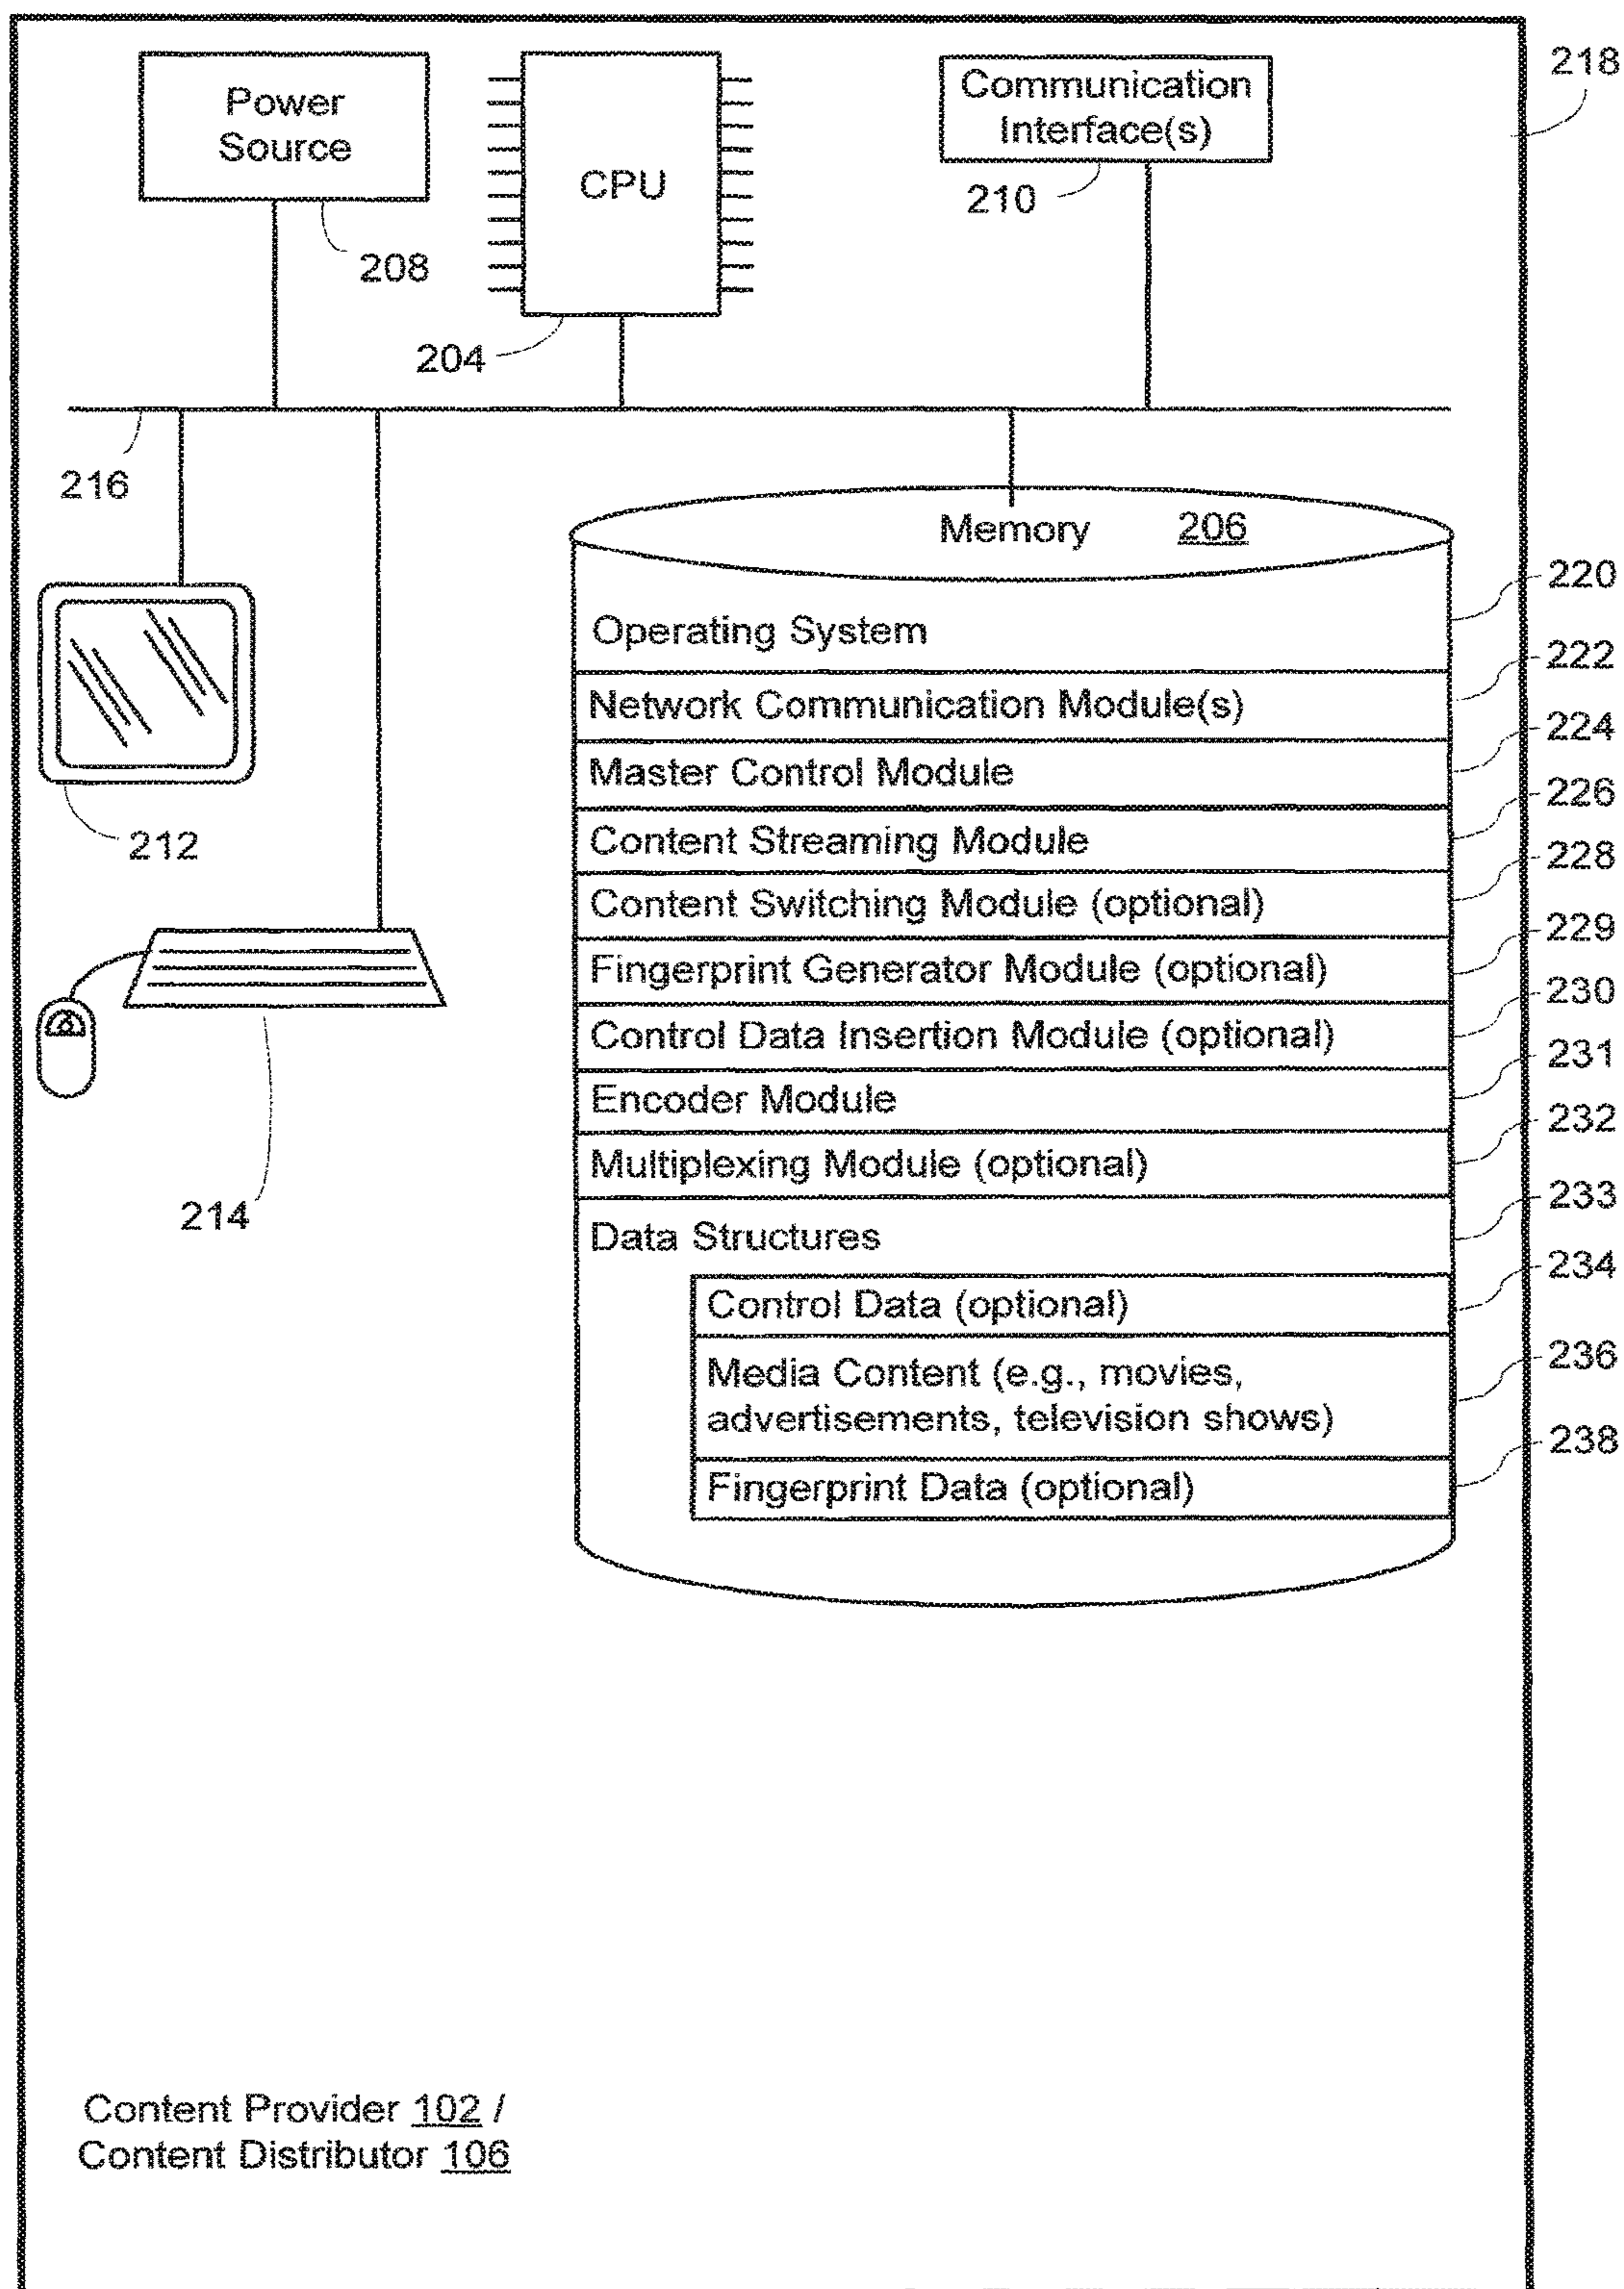 Power
Source
208
CPU
204
Communication
Interface(s)
210
218
216
212
214
Memory 206
Operating System
220
Network Communication Module(s)
222
Master Control Module
224
Content Streaming Module
226
Content Switching Module (optional)
228
Fingerprint Generator Module (optional)
229
Control Data Insertion Module (optional)
230
Encoder Module
231
Multiplexing Module (optional)
232
Data Structures
233
Control Data (optional)
234
Media Content (e.g., movies,
advertisements, television shows)
236
Fingerprint Data (optional)
238
Content Provider 102 /
Content Distributor 106